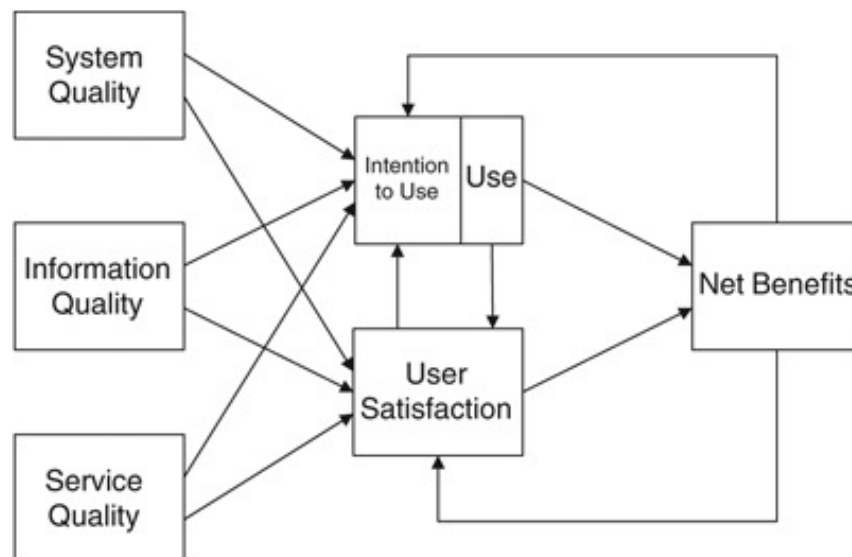 System
Quality
Intention
to Use
Use
Information
Quality
Net Benefits
User
Satisfaction
Service
Quality